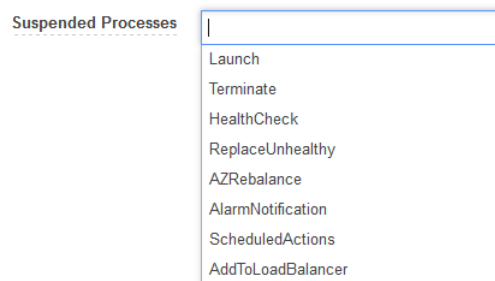 Suspended Processes
Launch
Terminate
HealthCheck
ReplaceUnhealthy
AZRebalance
AlarmNotification
ScheduledActions
AddToLoadBalancer